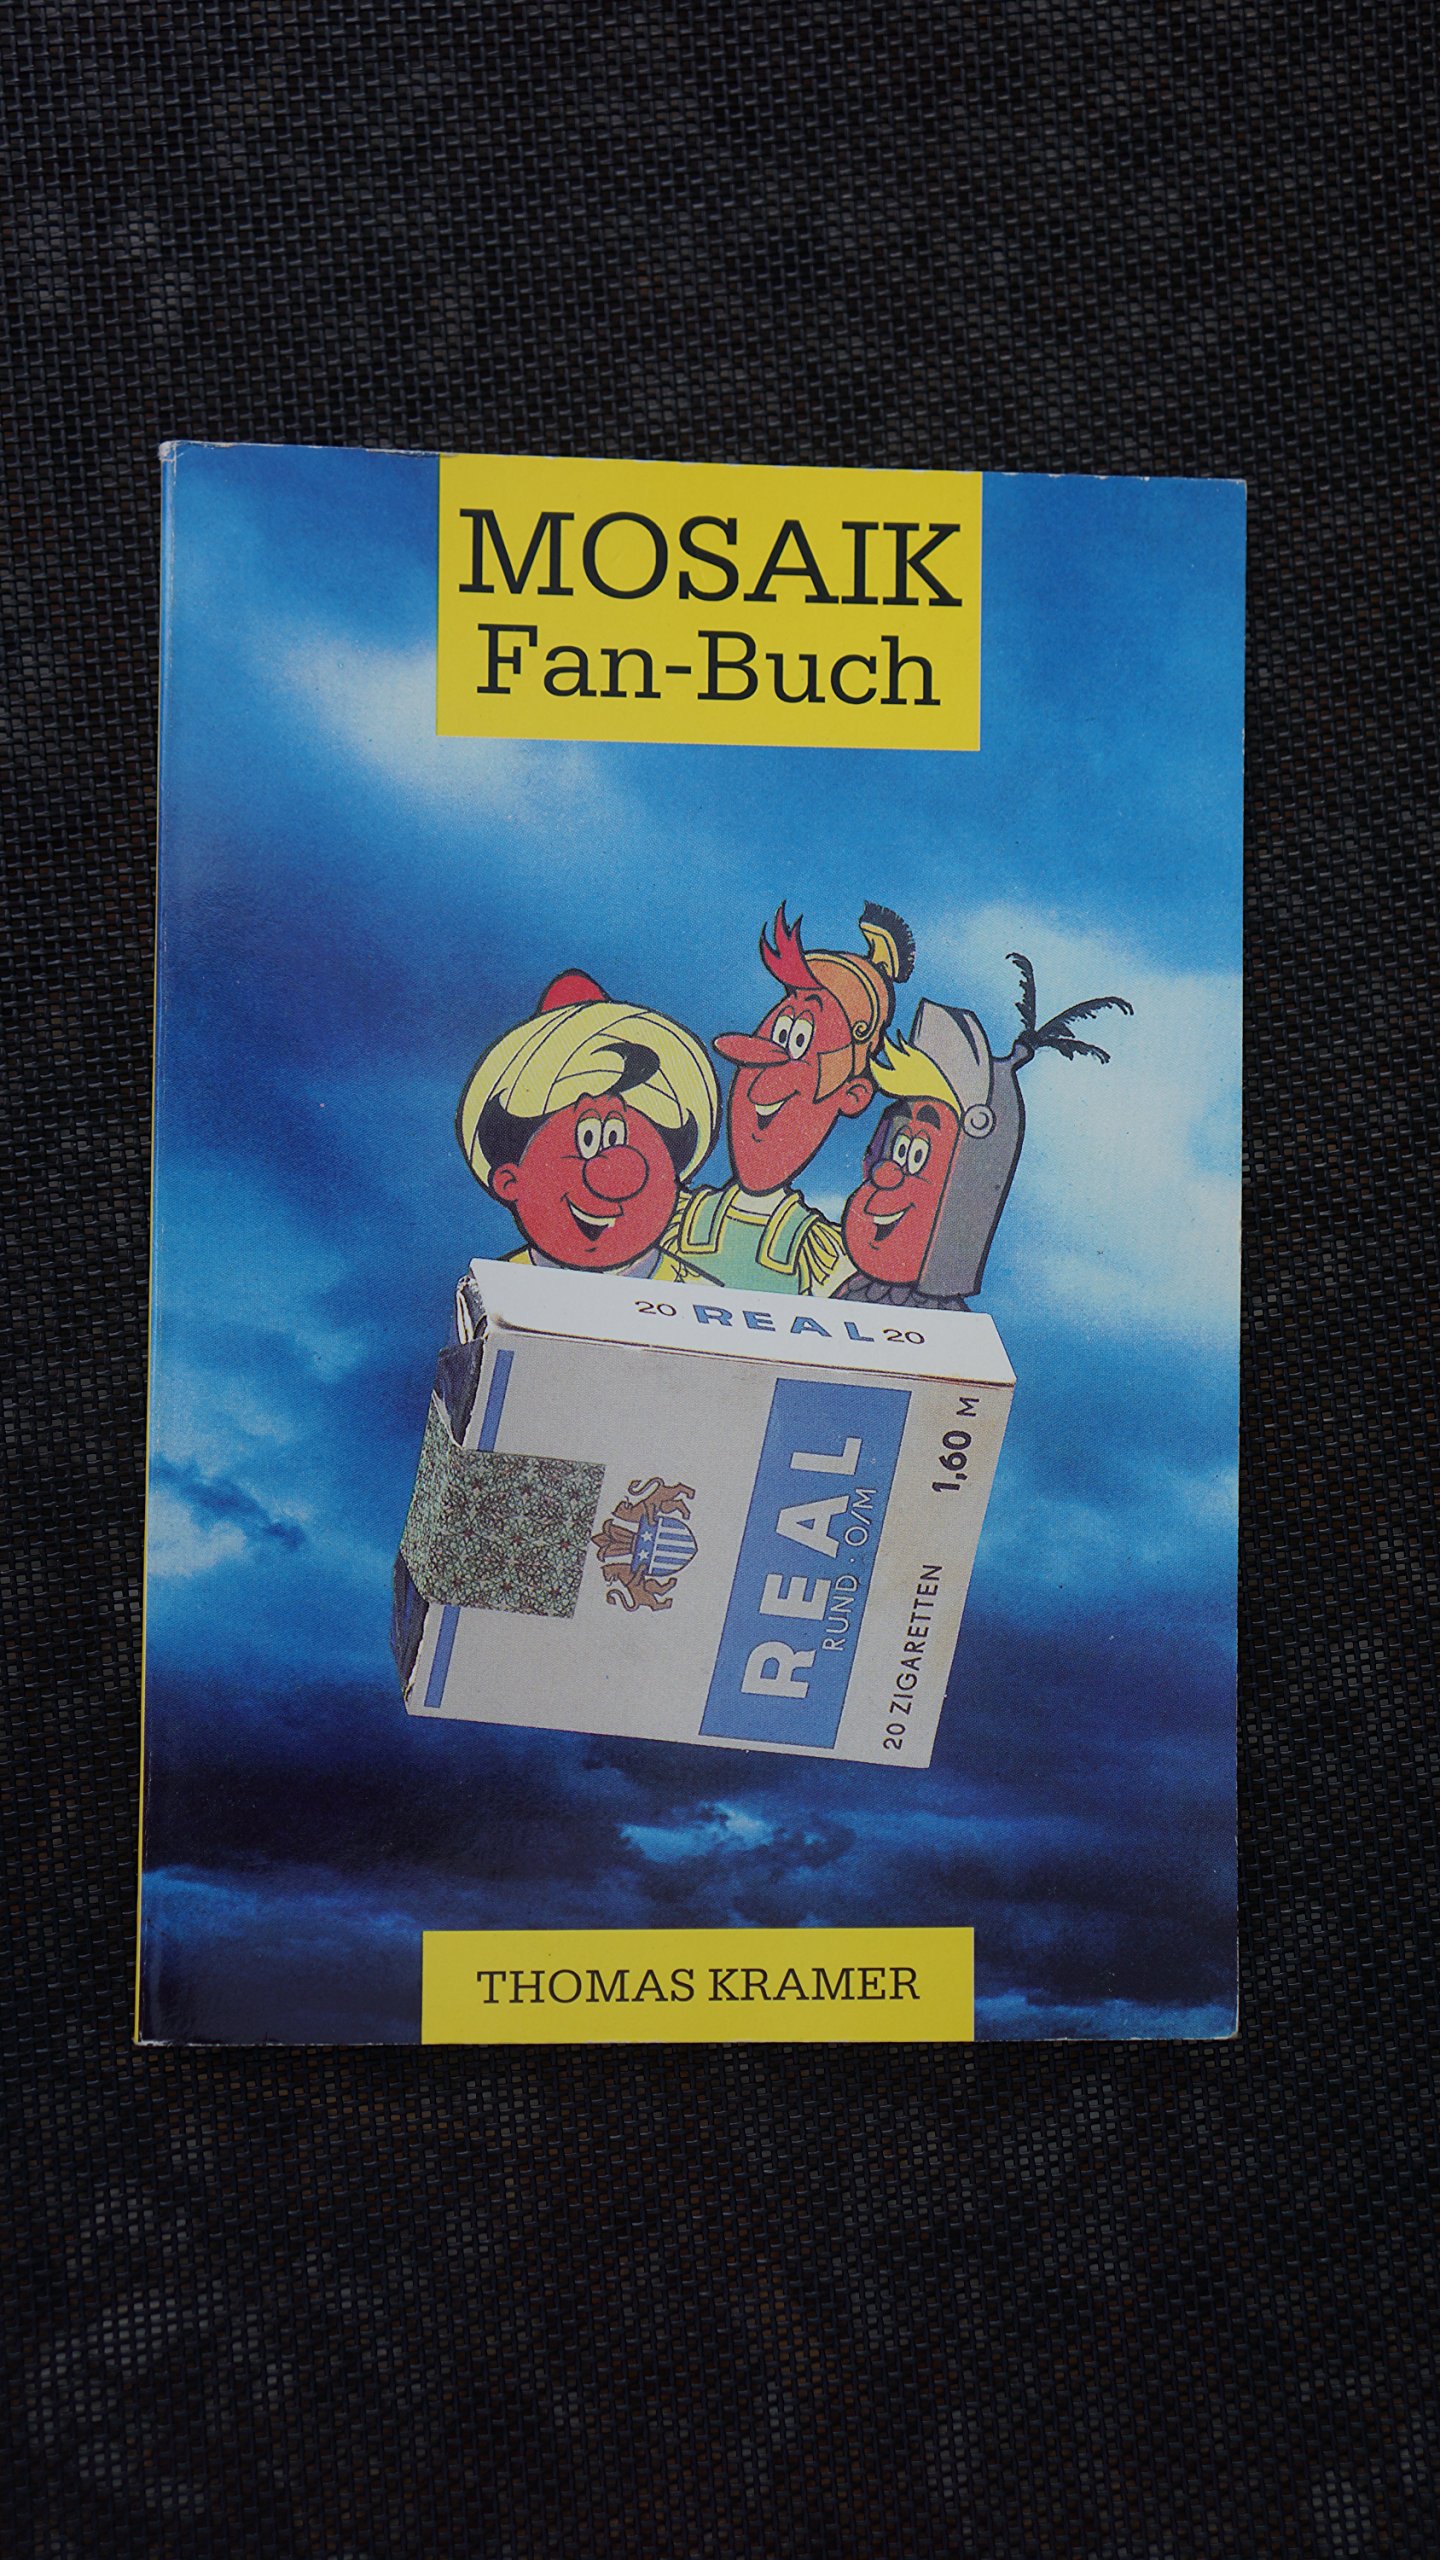 MOSAIK
Fan-Buch
20 REAL 20
REAL
RUND · O/M
1,60 M
20 ZIGARETTEN
THOMAS KRAMER